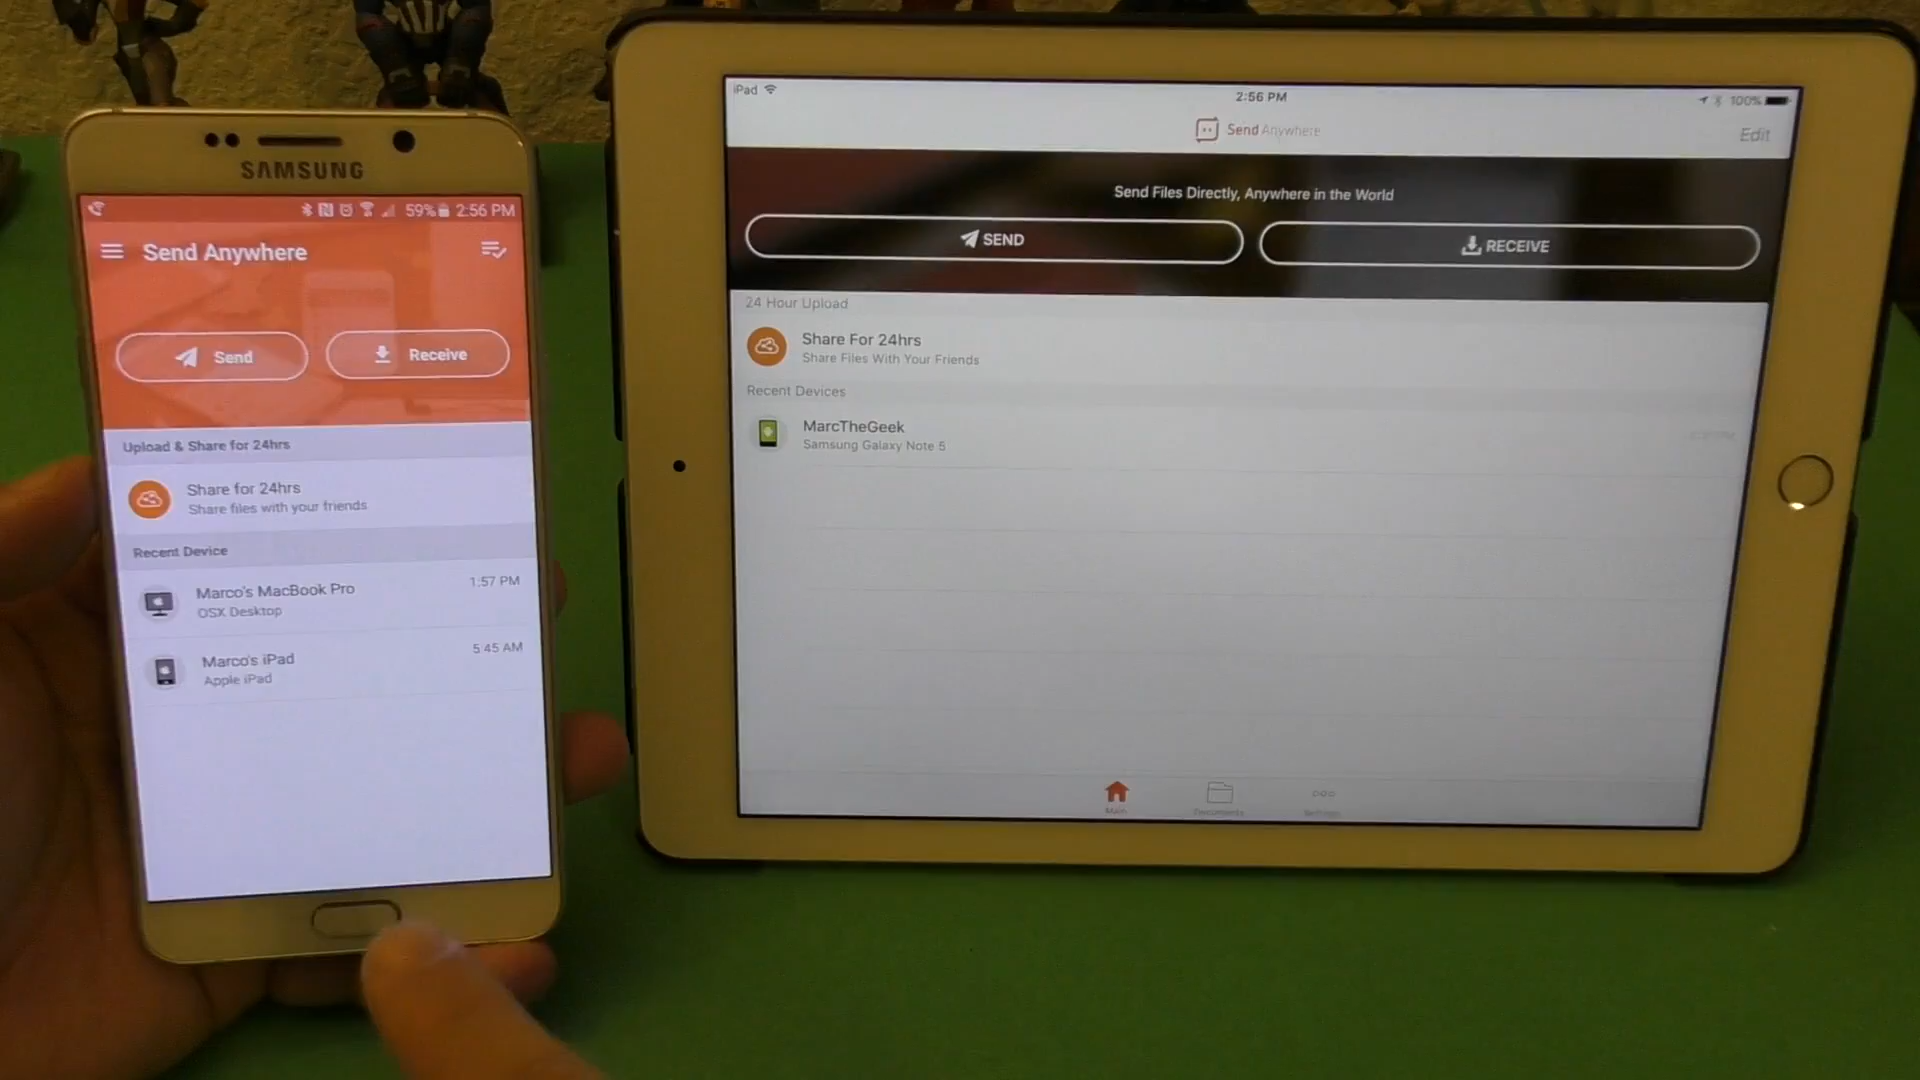 SAMSUNG
59% 2:56 PM
Send Anywhere
Send
Receive
Upload & Share for 24hrs
Share for 24hrs
Share files with your friends
Recent Device
Marco's MacBook Pro
1:57 PM
OSX Desktop
Marco's iPad
5:45 AM
Apple iPad
iPad
2:56 PM
100%
Send Anywhere
Edit
Send Files Directly, Anywhere in the World
SEND
RECEIVE
24 Hour Upload
Share For 24hrs
Share Files With Your Friends
Recent Devices
MarcTheGeek
Samsung Galaxy Note 5
Main
Documents
Settings